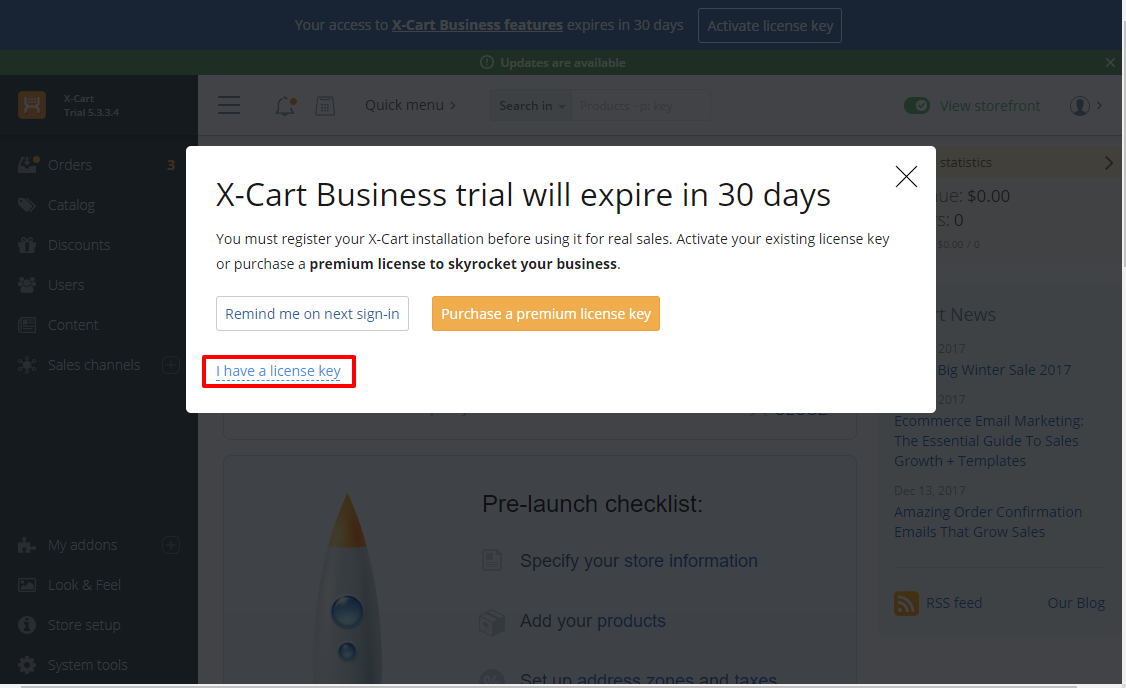 Your access to X-Cart Business features expires in 30 days
Activate license key
Updates are available
X-Cart
Trial 5.3.3.4
Quick menu
Search in
Products - p: key
View storefront
Orders 3
Catalog
Discounts
Users
Content
Sales channels
My addons
Look & Feel
Store setup
System tools
X-Cart Business trial will expire in 30 days
You must register your X-Cart installation before using it for real sales. Activate your existing license key
or purchase a premium license to skyrocket your business.
Remind me on next sign-in
Purchase a premium license key
I have a license key
statistics
$0.00
0
$0.00 / 0
News
2017
Big Winter Sale 2017
2017
Ecommerce Email Marketing:
The Essential Guide To Sales
Growth + Templates
Dec 13, 2017
Amazing Order Confirmation
Emails That Grow Sales
RSS feed
Our Blog
Pre-launch checklist:
Specify your store information
Add your products
Set up address zones and taxes